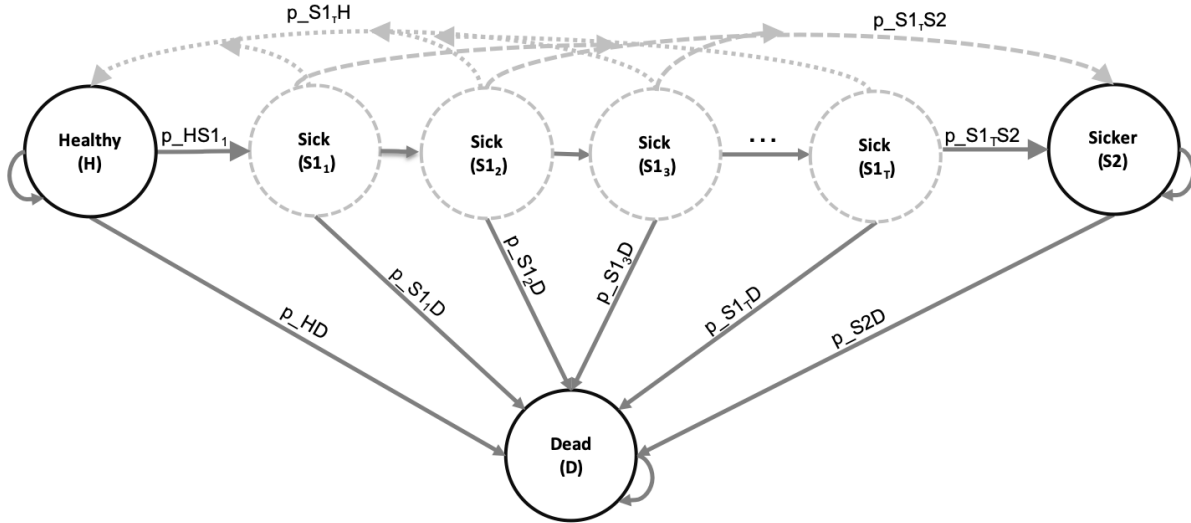 p_S1ₜH
p_S1ₜS2
Healthy
(H)
p_HS1₁
Sick
(S1₁)
Sick
(S1₂)
Sick
(S1₃)
...
Sick
(S1ₜ)
p_S1ₜS2
Sicker
(S2)
p_HD
p_S1₁D
p_S1₂D
p_S1₃D
p_S1ₜD
p_S2D
Dead
(D)